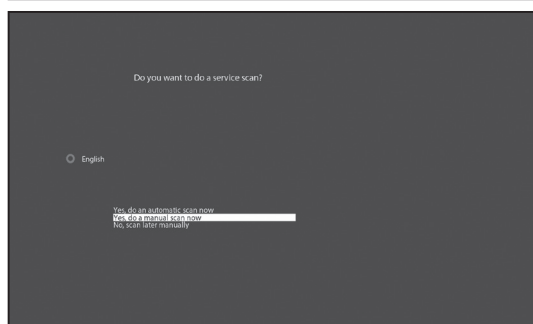 Do you want to do a service scan?
English
Yes, do an automatic scan now
Yes, do a manual scan now
No, scan later manually